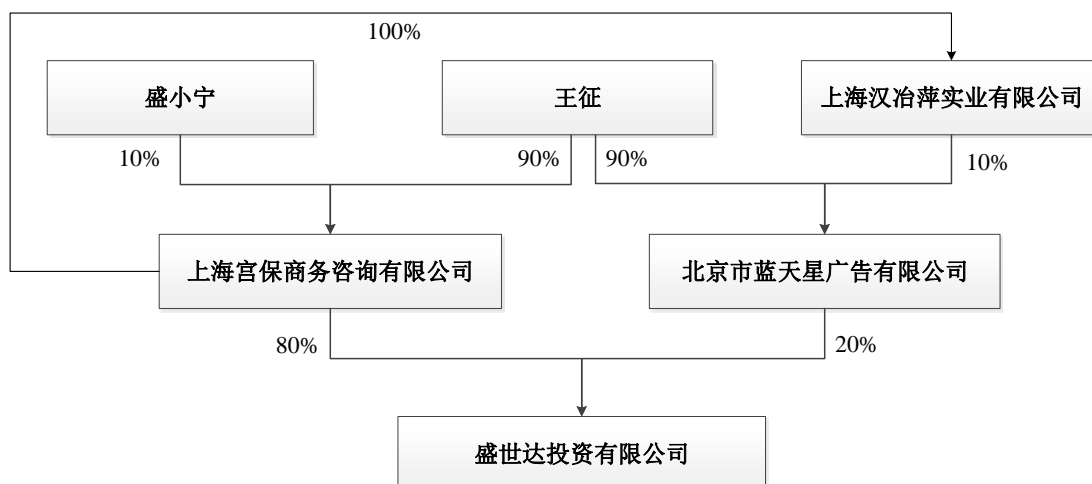 100%
盛小宁
王征
上海汉冶萍实业有限公司
10%
90%
90%
10%
上海宫保商务咨询有限公司
北京市蓝天星广告有限公司
80%
20%
盛世达投资有限公司